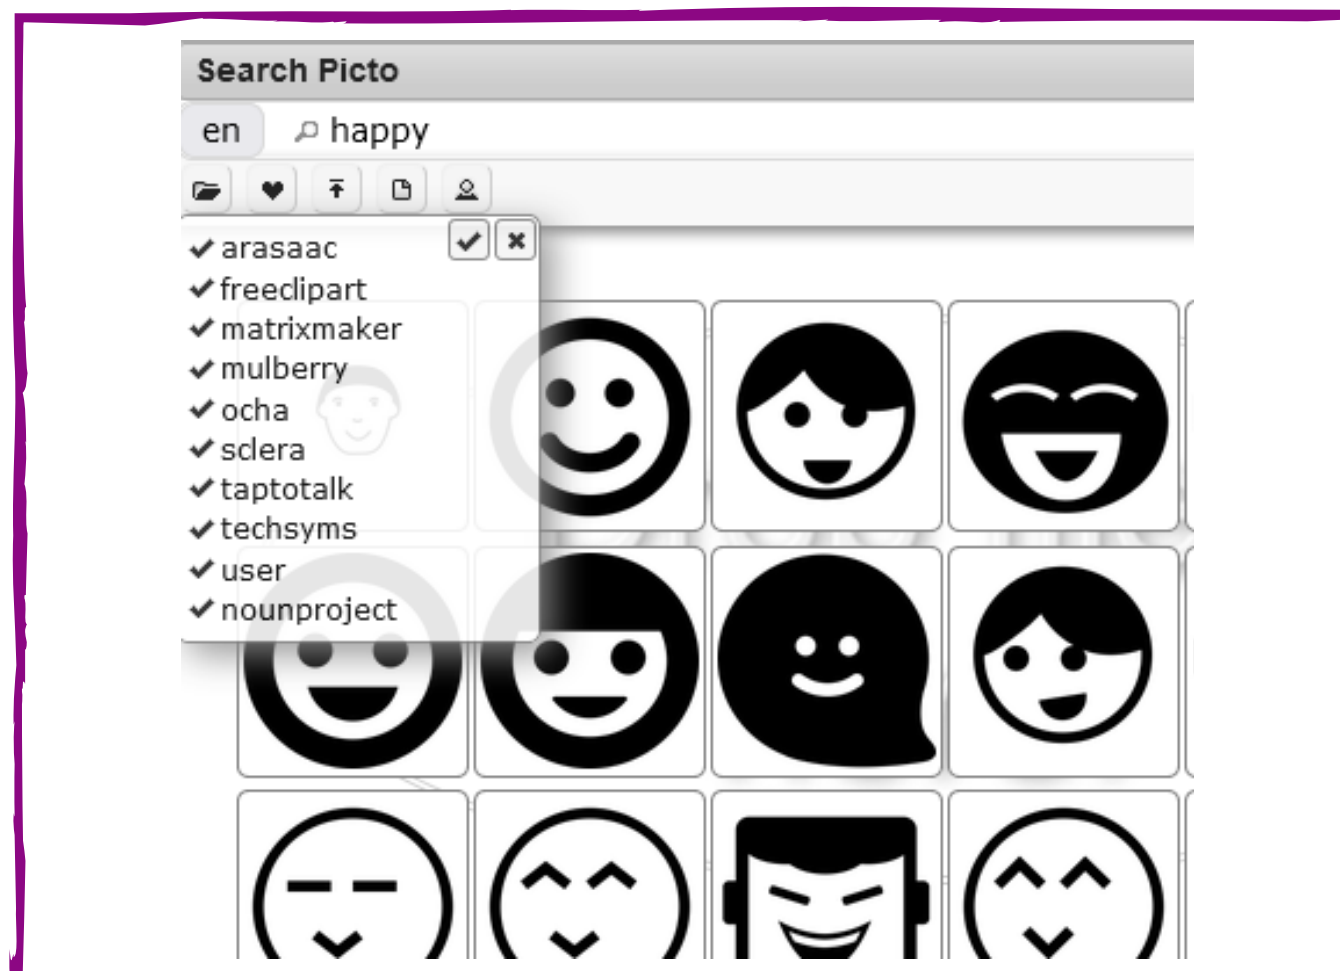 Search Picto
en happy
arasaac
freeclipart
matrixmaker
mulberry
ocha
sclera
taptotalk
techsyms
user
nounproject